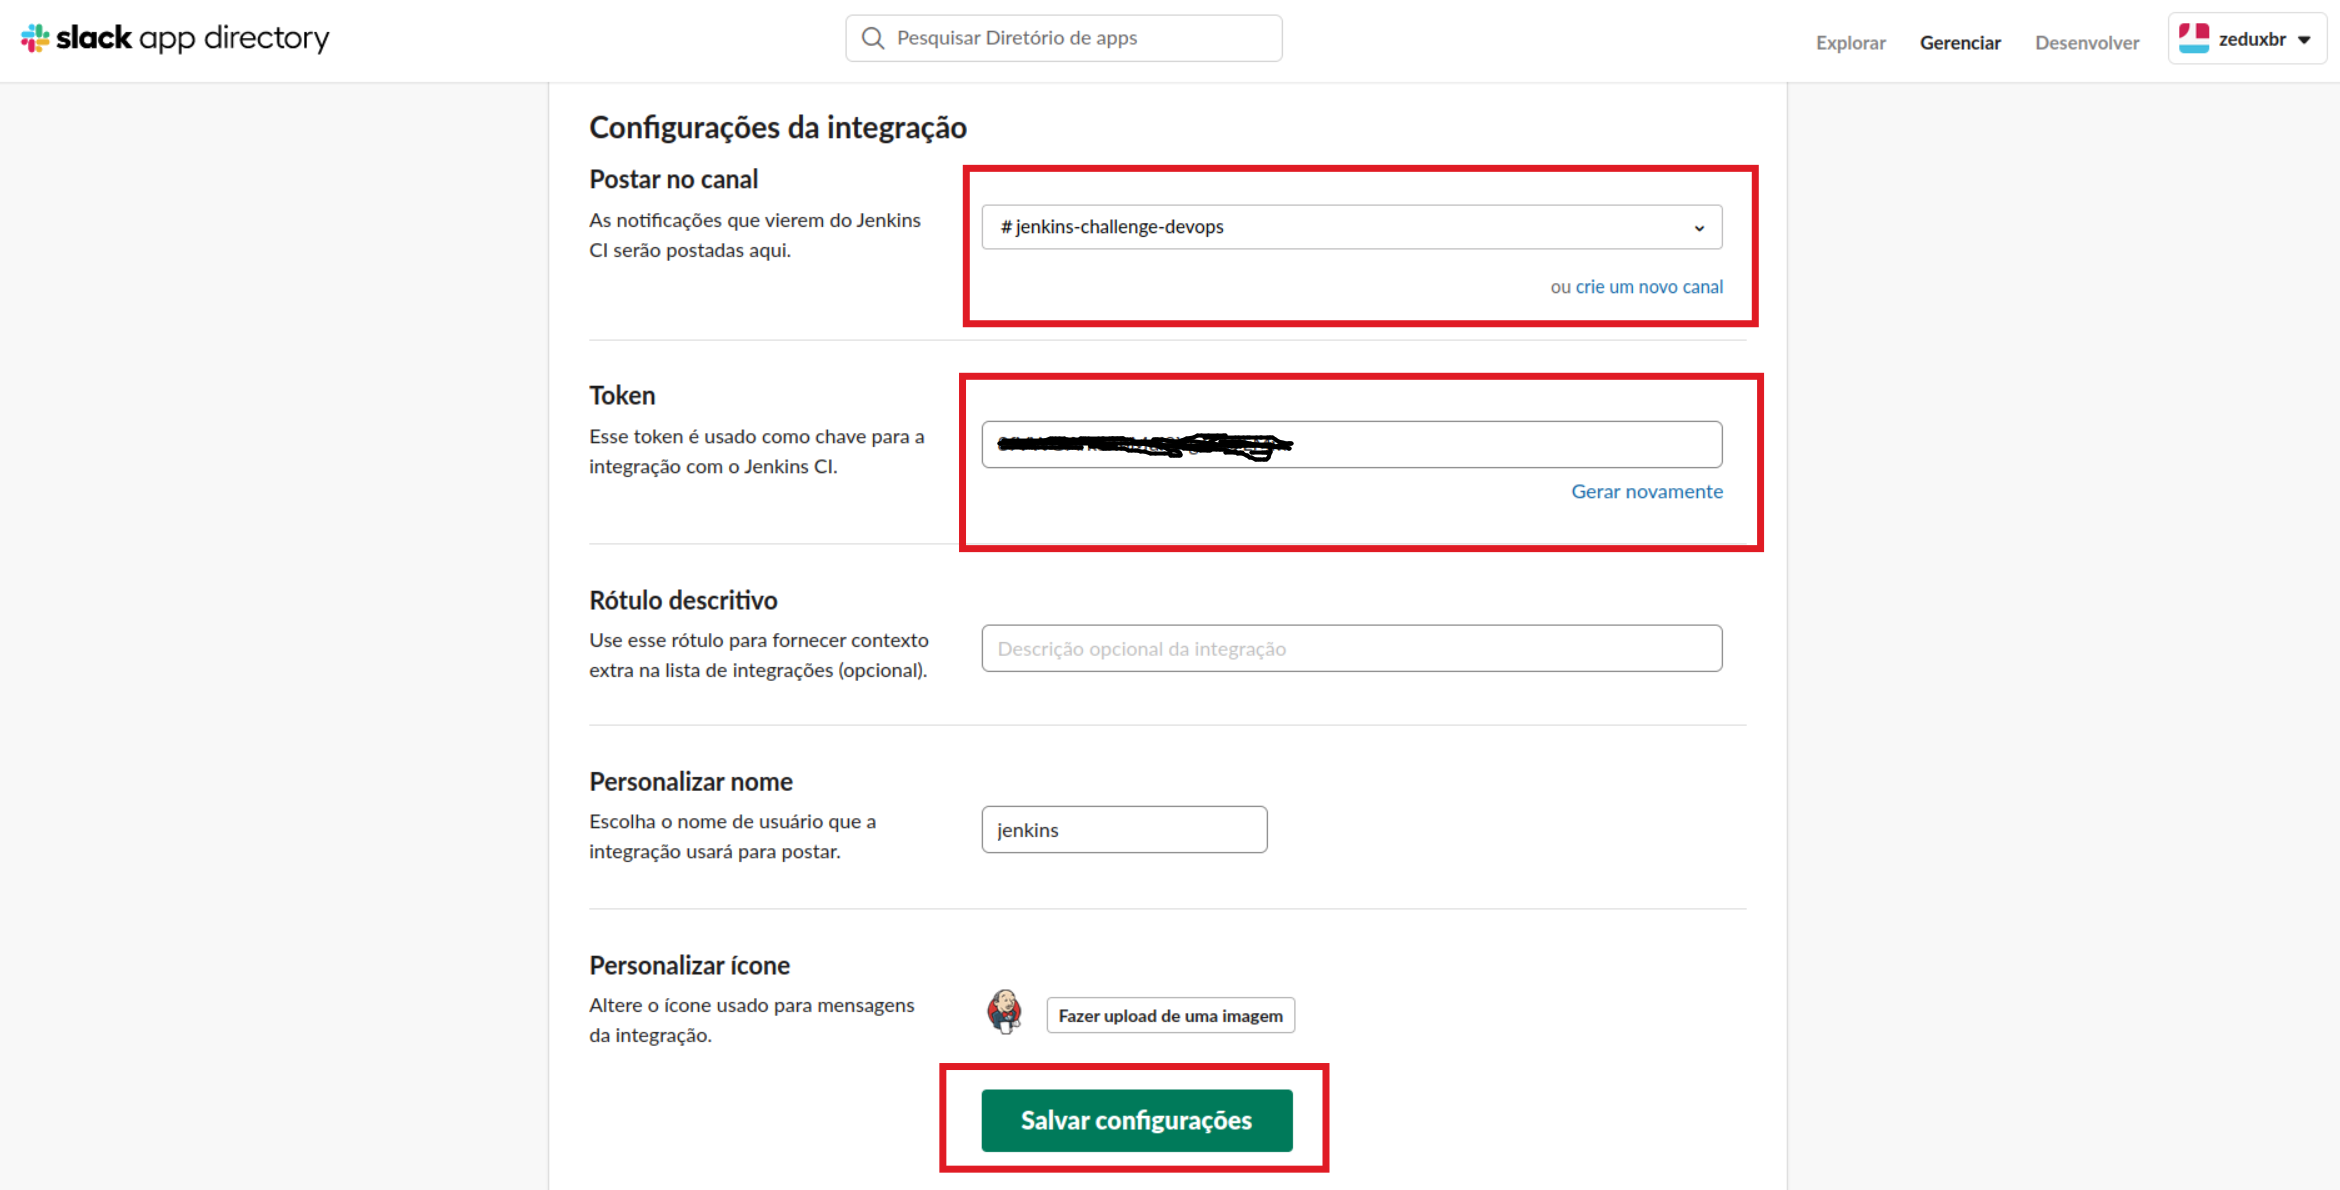 slack app directory
Pesquisar Diretório de apps
Explorar
Gerenciar
Desenvolver
zeduxbr
Configurações da integração
Postar no canal
As notificações que vierem do Jenkins
CI serão postadas aqui.
# jenkins-challenge-devops
ou crie um novo canal
Token
Esse token é usado como chave para a
integração com o Jenkins CI.
Gerar novamente
Rótulo descritivo
Use esse rótulo para fornecer contexto
extra na lista de integrações (opcional).
Descrição opcional da integração
Personalizar nome
Escolha o nome de usuário que a
integração usará para postar.
jenkins
Personalizar ícone
Altere o ícone usado para mensagens
da integração.
Fazer upload de uma imagem
Salvar configurações